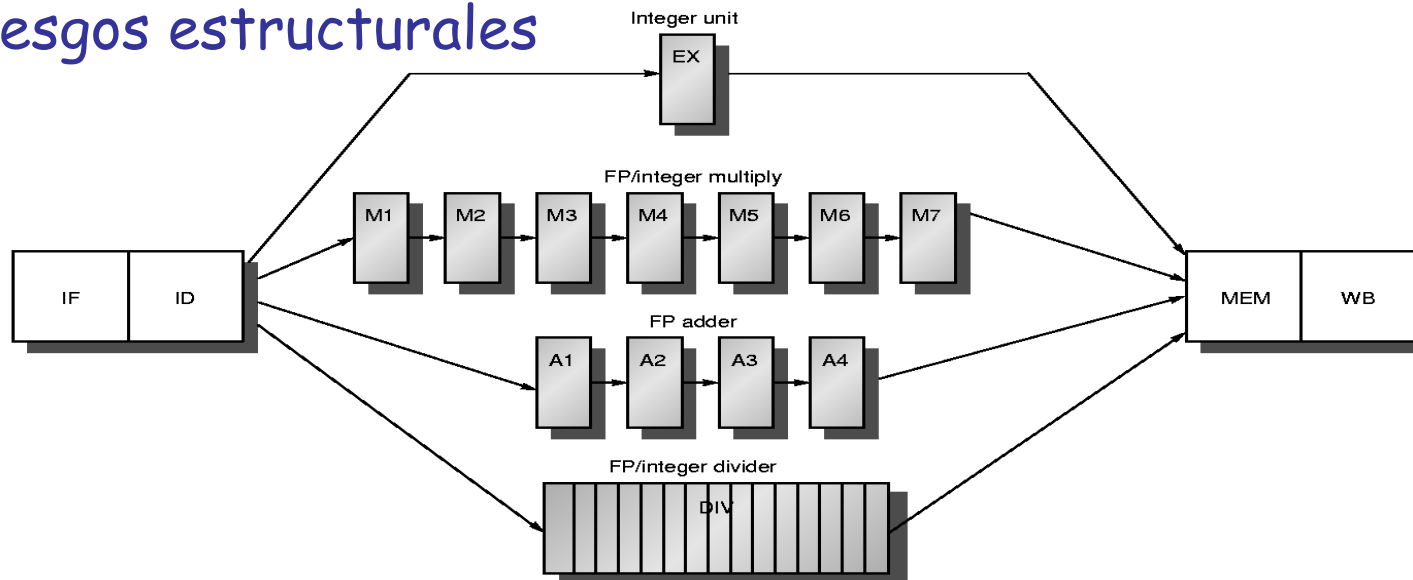 esgos estructurales
Integer unit
EX
FP/integer multiply
M1 M2 M3 M4 M5 M6 M7
IF ID
MEM WB
FP adder
A1 A2 A3 A4
FP/integer divider
DIV